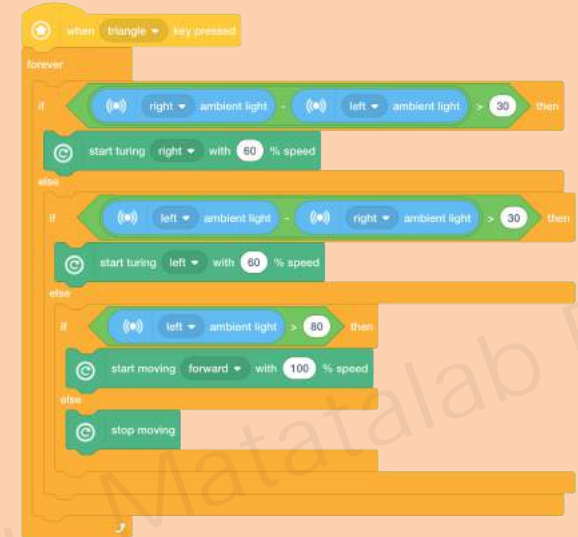 when triangle key pressed
forever
if right ambient light - left ambient light > 30 then
start turing right with 60 % speed
else
if left ambient light - right ambient light > 30 then
start turing left with 60 % speed
else
if left ambient light > 80 then
start moving forward with 100 % speed
else
stop moving
Matatalab